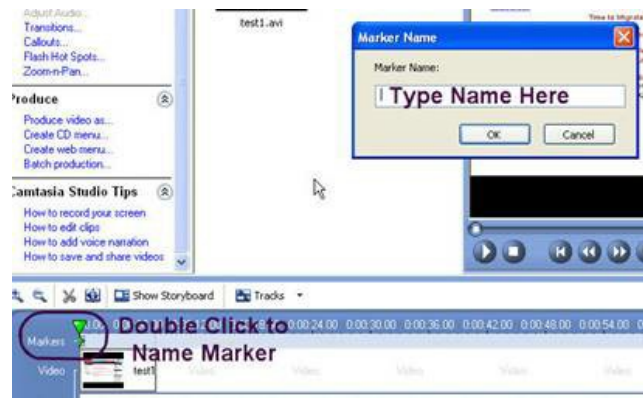 Adjust Audio...
Transitions...
Callouts...
Flash Hot Spots...
Zoom-n-Pan...
Produce
Produce video as...
Create CD menu...
Create web menu...
Batch production...
Camtasia Studio Tips
How to record your screen
How to edit clips
How to add voice narration
How to save and share videos
test1.avi
Marker Name
Marker Name:
Type Name Here
OK
Cancel
Show Storyboard
Tracks
0:00:24.00 0:00:30.00 0:00:36.00 0:00:42.00 0:00:48.00 0:00:54.00
Double Click to
Name Marker
Markers
Video
test1
Video Video Video Video Video